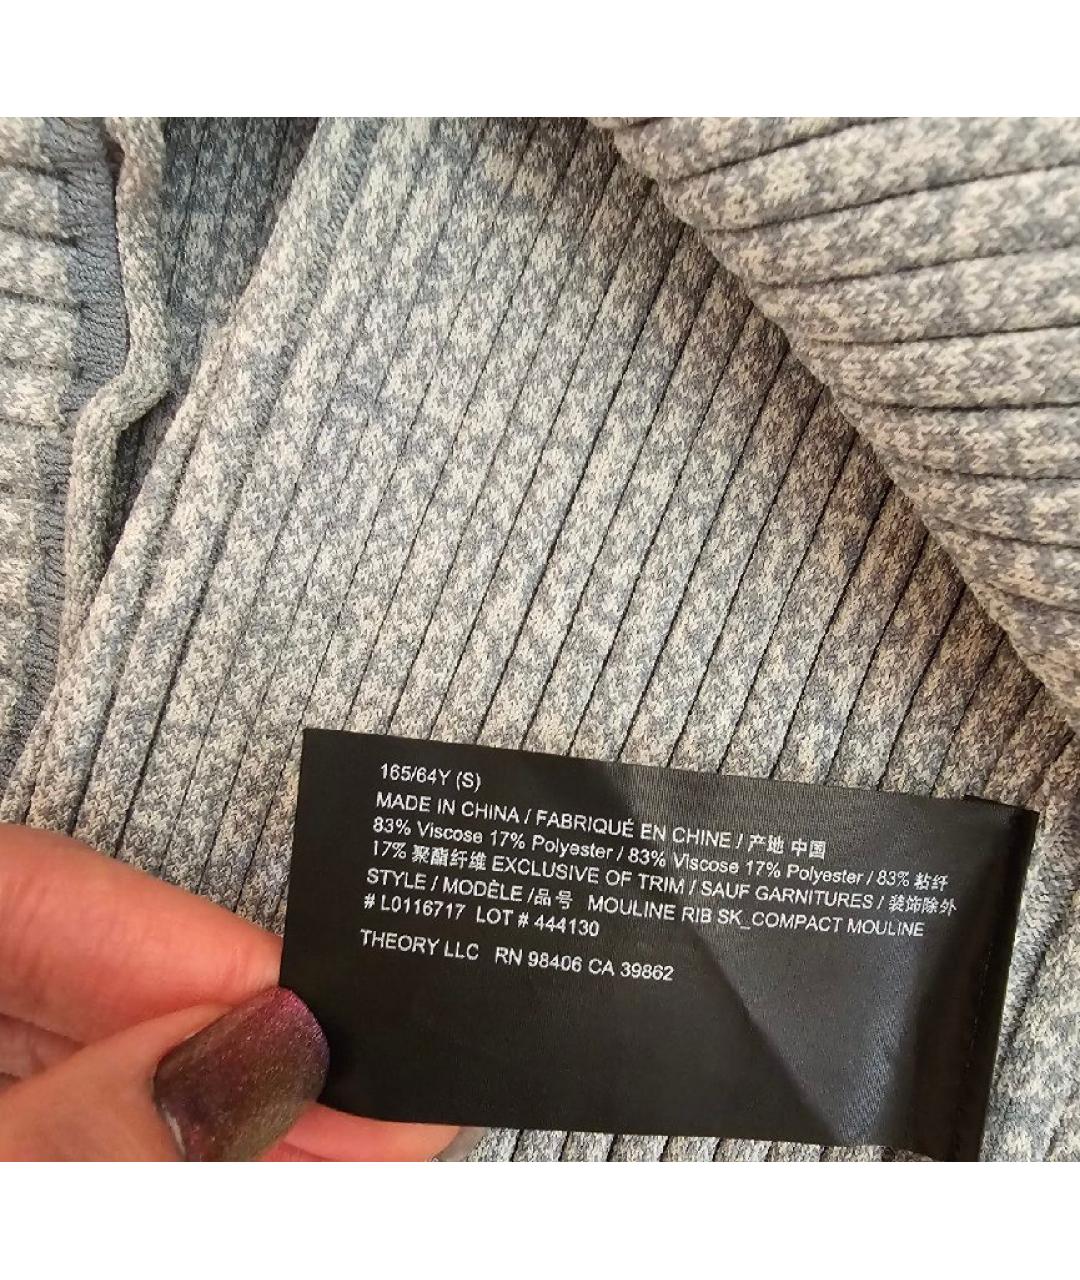 165/64Y (S)
MADE IN CHINA / FABRIQUÉ EN CHINE / 产地 中国
83% Viscose 17% Polyester / 83% Viscose 17% Polyester / 83% 粘纤
17% 聚酯纤维 EXCLUSIVE OF TRIM / SAUF GARNITURES / 装饰除外
STYLE / MODÈLE /品号 MOULINE RIB SK_COMPACT MOULINE
# L0116717 LOT # 444130
THEORY LLC RN 98406 CA 39862